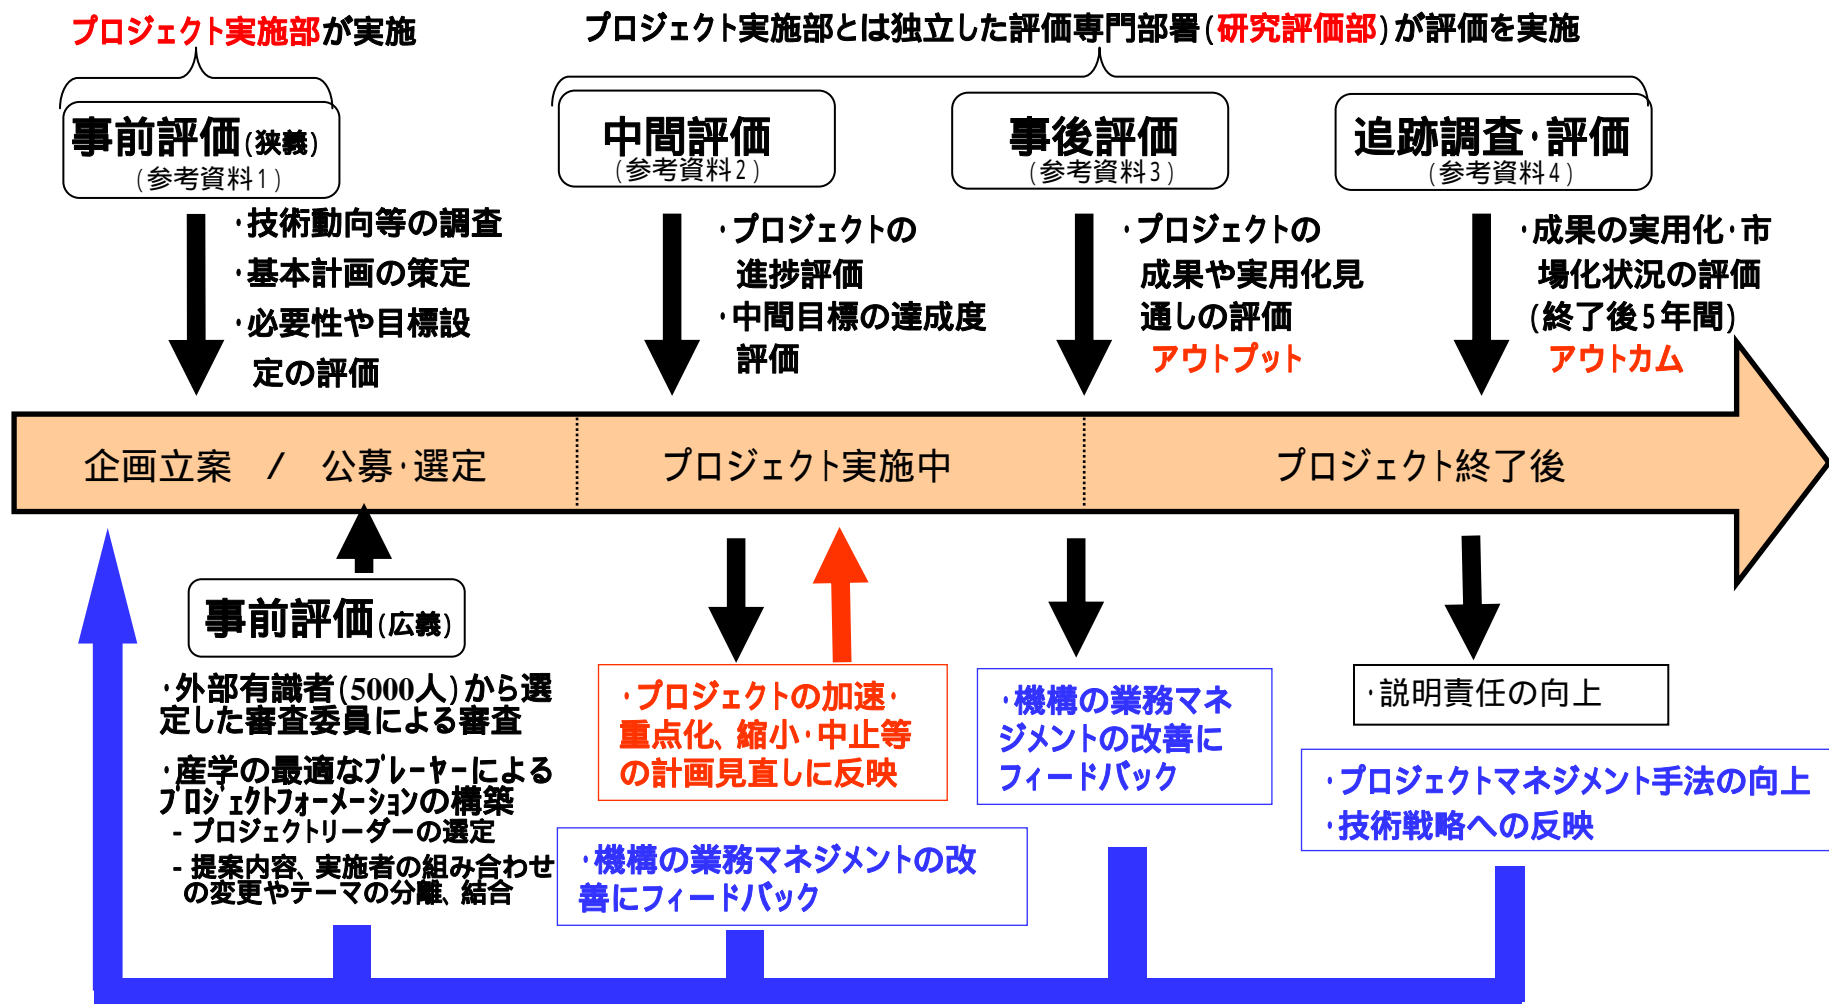 プロジェクト実施部が実施
プロジェクト実施部とは独立した評価専門部署(研究評価部)が評価を実施
事前評価(狭義)
(参考資料1)
中間評価
(参考資料2)
事後評価
(参考資料3)
追跡調査・評価
(参考資料4)
・技術動向等の調査
・基本計画の策定
・必要性や目標設
定の評価
・プロジェクトの
進捗評価
・中間目標の達成度
評価
・プロジェクトの
成果や実用化見
通しの評価
アウトプット
・成果の実用化・市
場化状況の評価
(終了後5年間)
アウトカム
企画立案 / 公募・選定
プロジェクト実施中
プロジェクト終了後
事前評価(広義)
・外部有識者(5000人)から選
定した審査委員による審査
・産学の最適なプレーヤーによる
プロジェクトフォーメーションの構築
- プロジェクトリーダーの選定
- 提案内容、実施者の組み合わせ
の変更やテーマの分離、結合
・プロジェクトの加速・
重点化、縮小・中止等
の計画見直しに反映
・機構の業務マネジメントの改
善にフィードバック
・機構の業務マネ
ジメントの改善に
フィードバック
・説明責任の向上
・プロジェクトマネジメント手法の向上
・技術戦略への反映